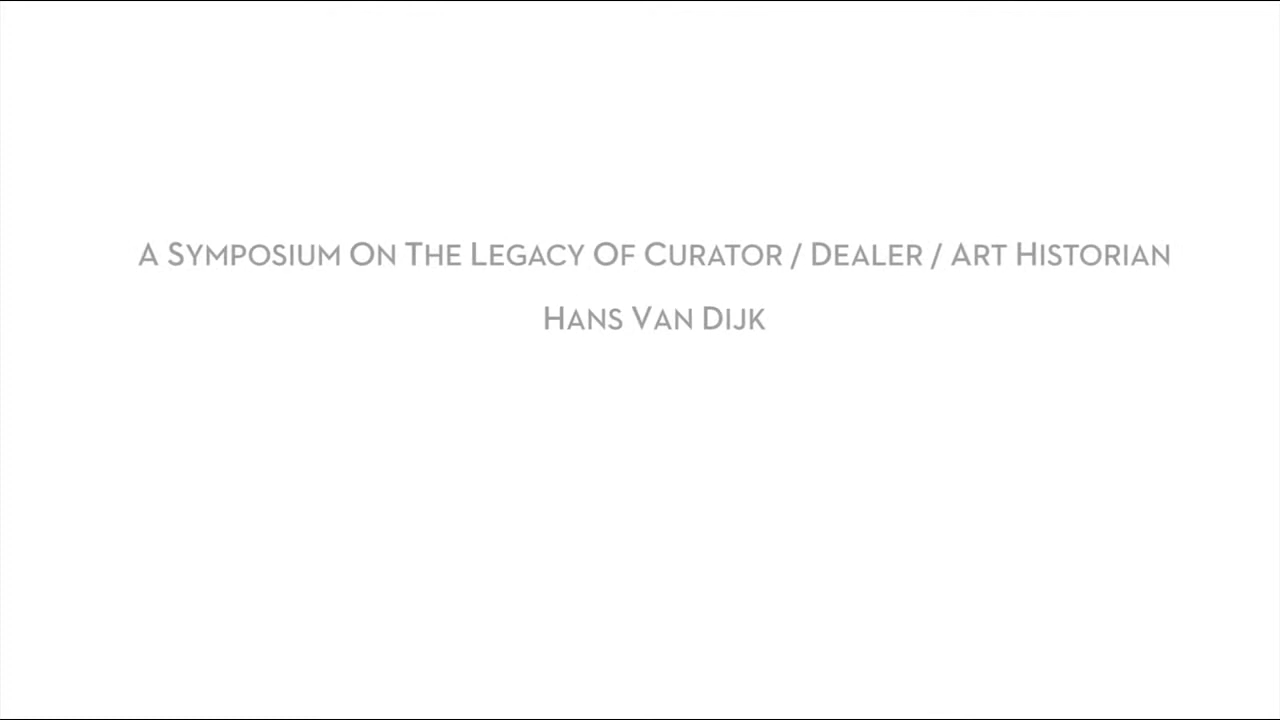 A Symposium On The Legacy Of Curator / Dealer / Art Historian
Hans Van Dijk